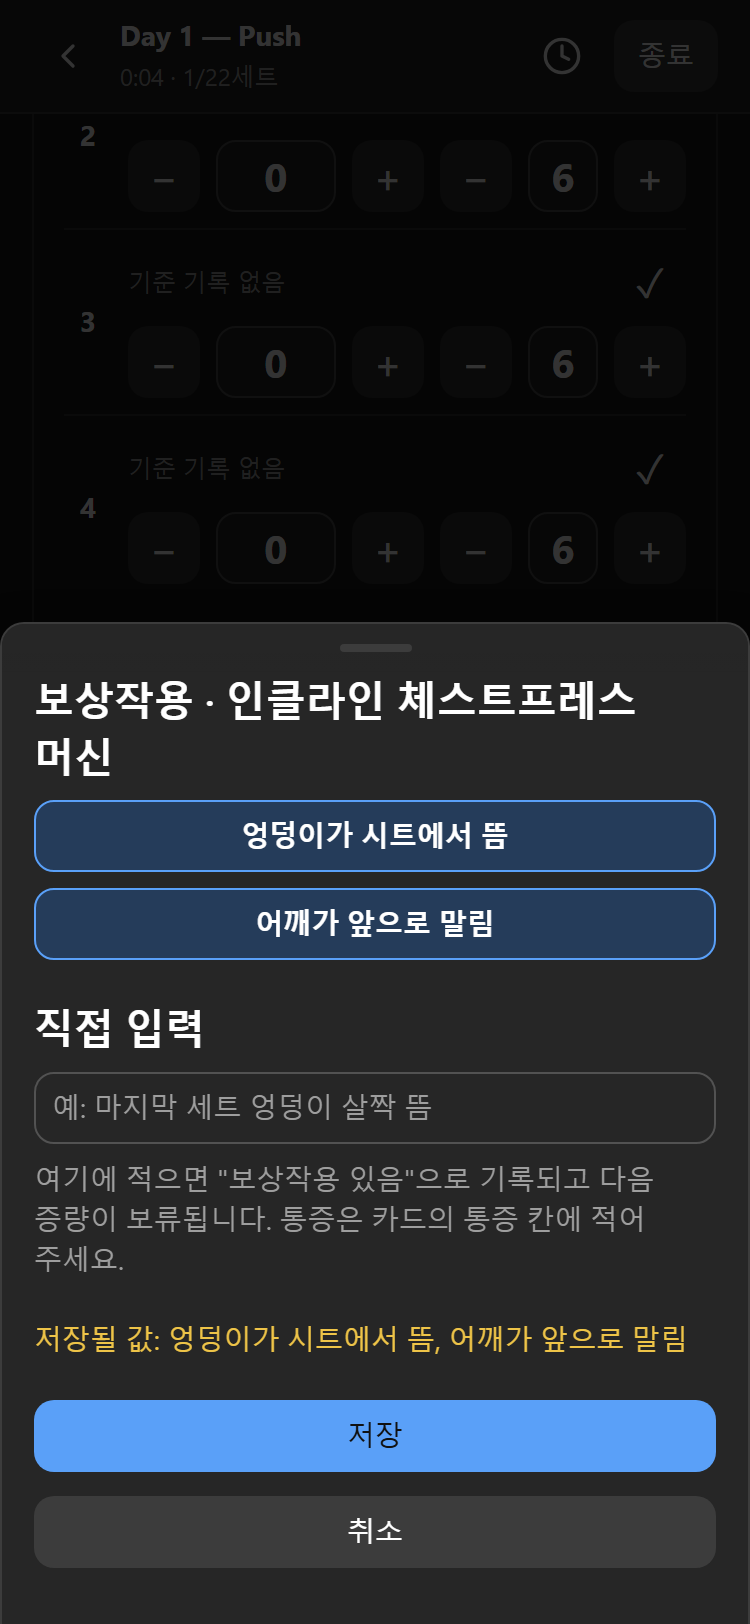 Day 1 — Push
0:04 · 1/22세트
종료
2
− 0 + − 6 +
기준 기록 없음 ✓
3
− 0 + − 6 +
기준 기록 없음 ✓
4
− 0 + − 6 +
보상작용 · 인클라인 체스트프레스
머신
엉덩이가 시트에서 뜸
어깨가 앞으로 말림
직접 입력
예: 마지막 세트 엉덩이 살짝 뜸
여기에 적으면 "보상작용 있음"으로 기록되고 다음
증량이 보류됩니다. 통증은 카드의 통증 칸에 적어
주세요.
저장될 값: 엉덩이가 시트에서 뜸, 어깨가 앞으로 말림
저장
취소